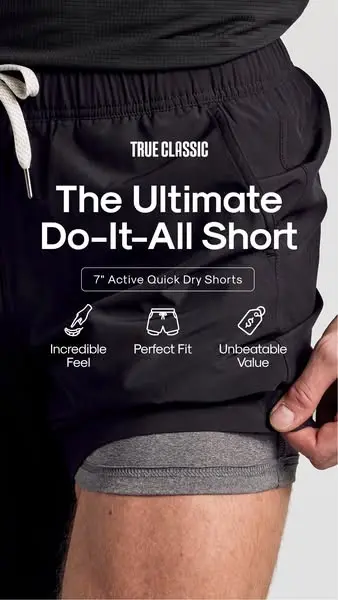 TRUE CLASSIC
The Ultimate
Do-It-All Short
7" Active Quick Dry Shorts
Incredible
Feel
Perfect Fit
Unbeatable
Value